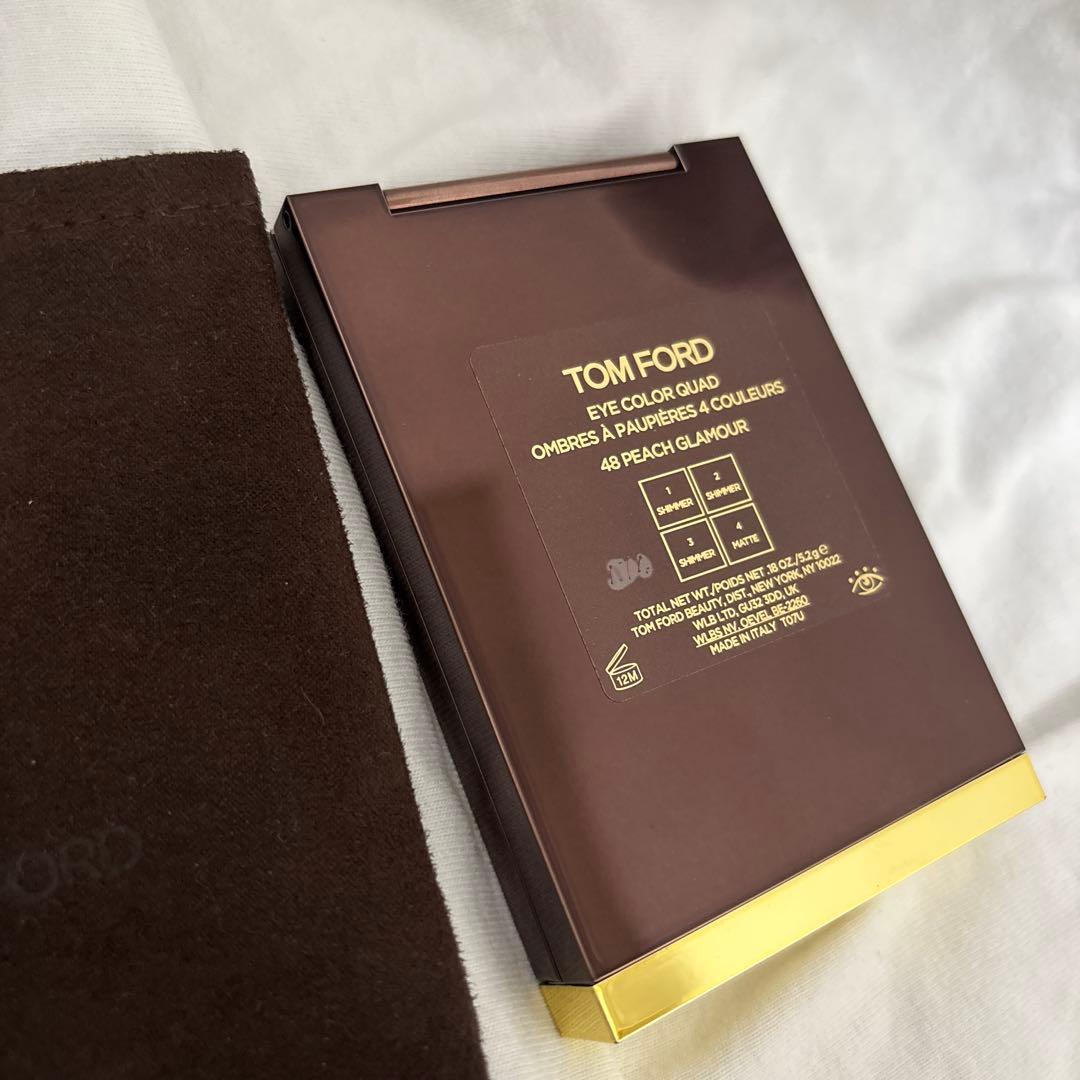 TOM FORD
EYE COLOR QUAD
OMBRES À PAUPIÈRES 4 COULEURS
48 PEACH GLAMOUR
1 SHIMMER
2 SHIMMER
3 SHIMMER
4 MATTE
TOTAL NET WT./POIDS NET .18 OZ./5.2g e
TOM FORD BEAUTY, DIST., NEW YORK, NY 10022
WLB LTD, GU32 3DD, UK
WLBS NV. OEVEL BE-2260
MADE IN ITALY T07U
12M
ORD